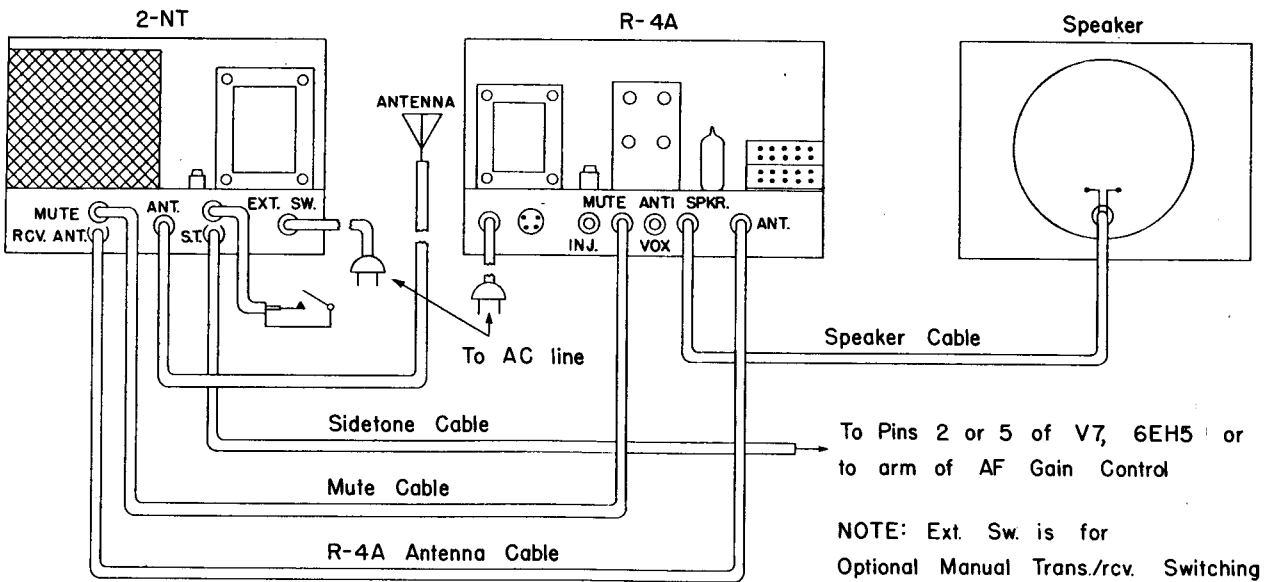 2-NT
R-4A
Speaker
ANTENNA
MUTE
ANT.
EXT. SW.
RCV. ANT.
S.T.
MUTE
ANTI
SPKR.
ANT.
INJ.
VOX
To AC line
Speaker Cable
Sidetone Cable
To Pins 2 or 5 of V7, 6EH5 or
to arm of AF Gain Control
Mute Cable
NOTE: Ext. Sw. is for
R-4A Antenna Cable
Optional Manual Trans./rcv. Switching